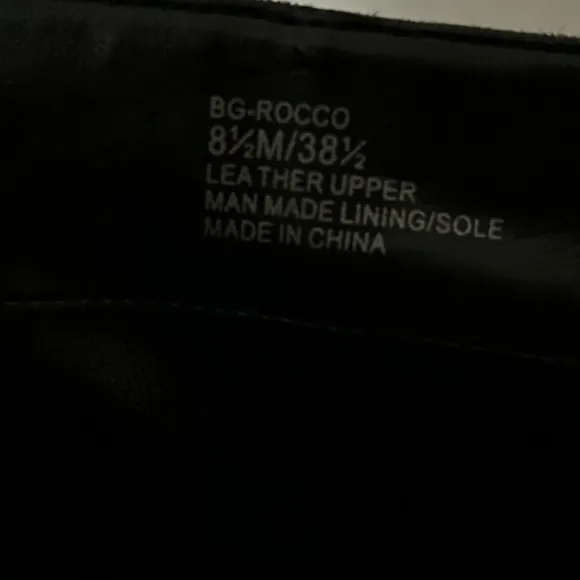 BG-ROCCO
8½M/38½
LEATHER UPPER
MAN MADE LINING/SOLE
MADE IN CHINA